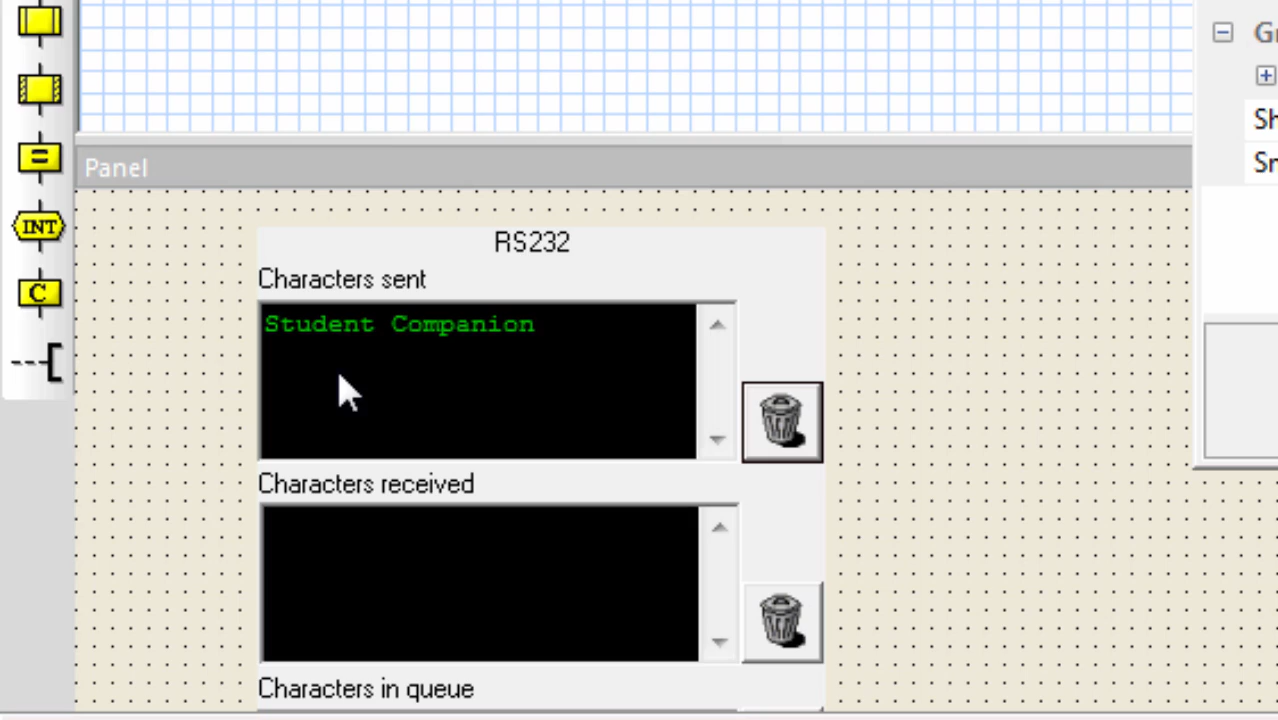 Panel
INT
C
RS232
Characters sent
Student Companion
Characters received
Characters in queue